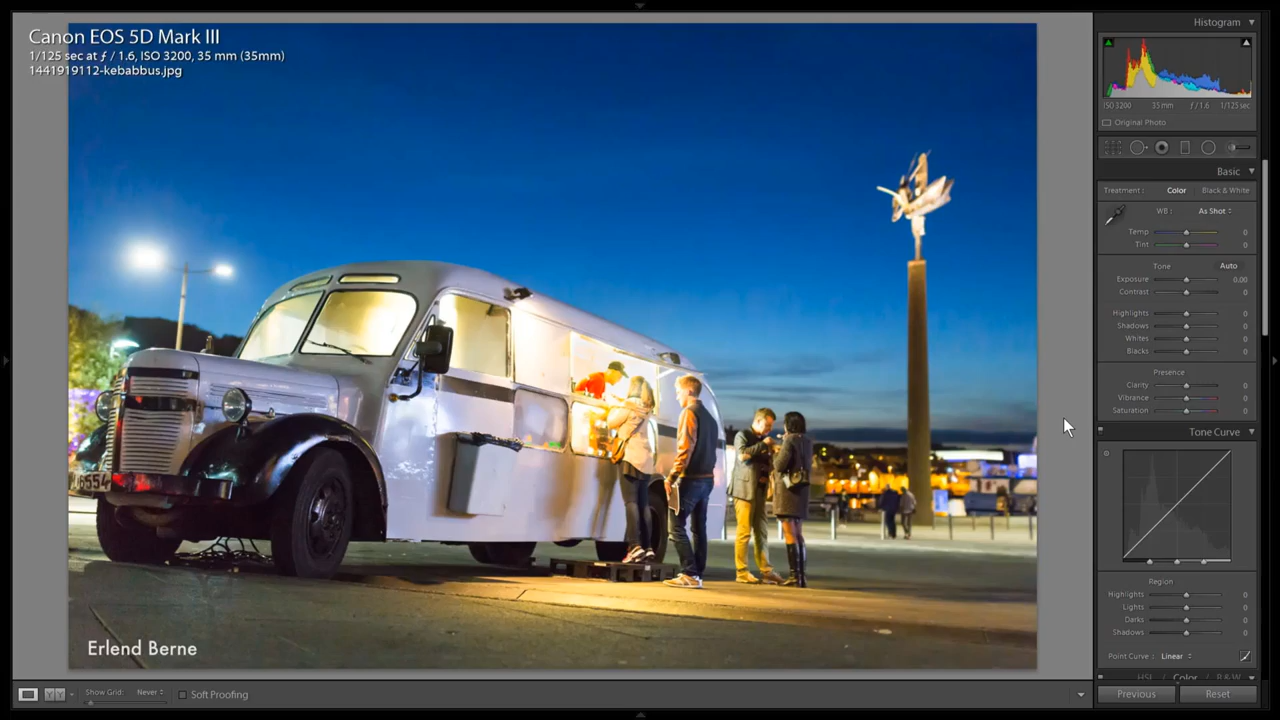 Canon EOS 5D Mark III
1/125 sec at ƒ / 1.6, ISO 3200, 35 mm (35mm)
1441919112-kebabbus.jpg
6554
Erlend Berne
Show Grid: Never
Soft Proofing
Histogram
ISO 3200 35 mm ƒ / 1.6 1/125 sec
Original Photo
Basic
Treatment: Color Black & White
WB: As Shot
Temp 0
Tint 0
Tone Auto
Exposure 0,00
Contrast 0
Highlights 0
Shadows 0
Whites 0
Blacks 0
Presence
Clarity 0
Vibrance 0
Saturation 0
Tone Curve
Region
Highlights 0
Lights 0
Darks 0
Shadows 0
Point Curve: Linear
HSL / Color / B & W
Previous Reset